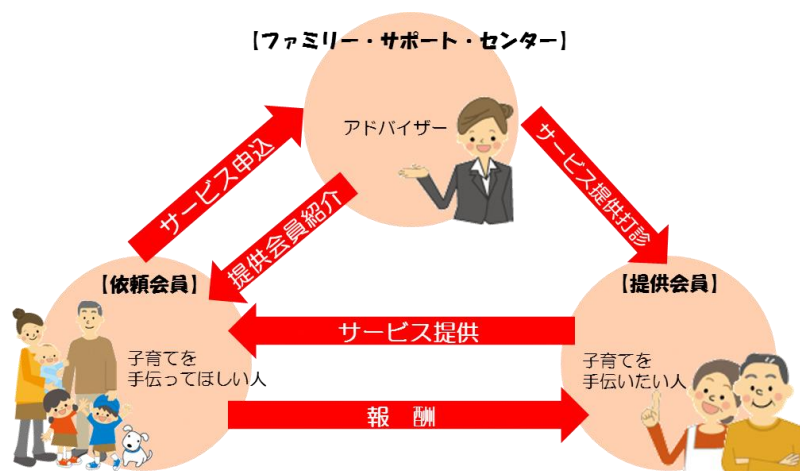 【ファミリー・サポート・センター】
アドバイザー
サービス申込
提供会員紹介
サービス提供打診
【依頼会員】
子育てを
手伝ってほしい人
【提供会員】
子育てを
手伝いたい人
サービス提供
報　酬